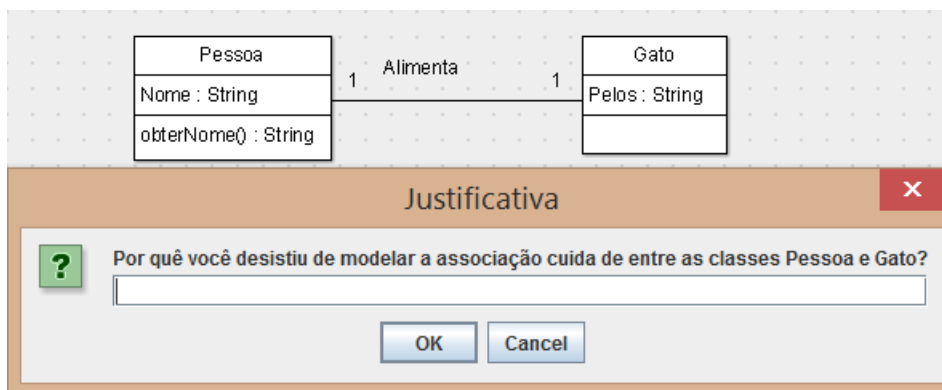 Pessoa
Nome : String
obterNome() : String
1 Alimenta 1
Gato
Pelos : String
Justificativa
x
?
Por quê você desistiu de modelar a associação cuida de entre as classes Pessoa e Gato?
OK Cancel